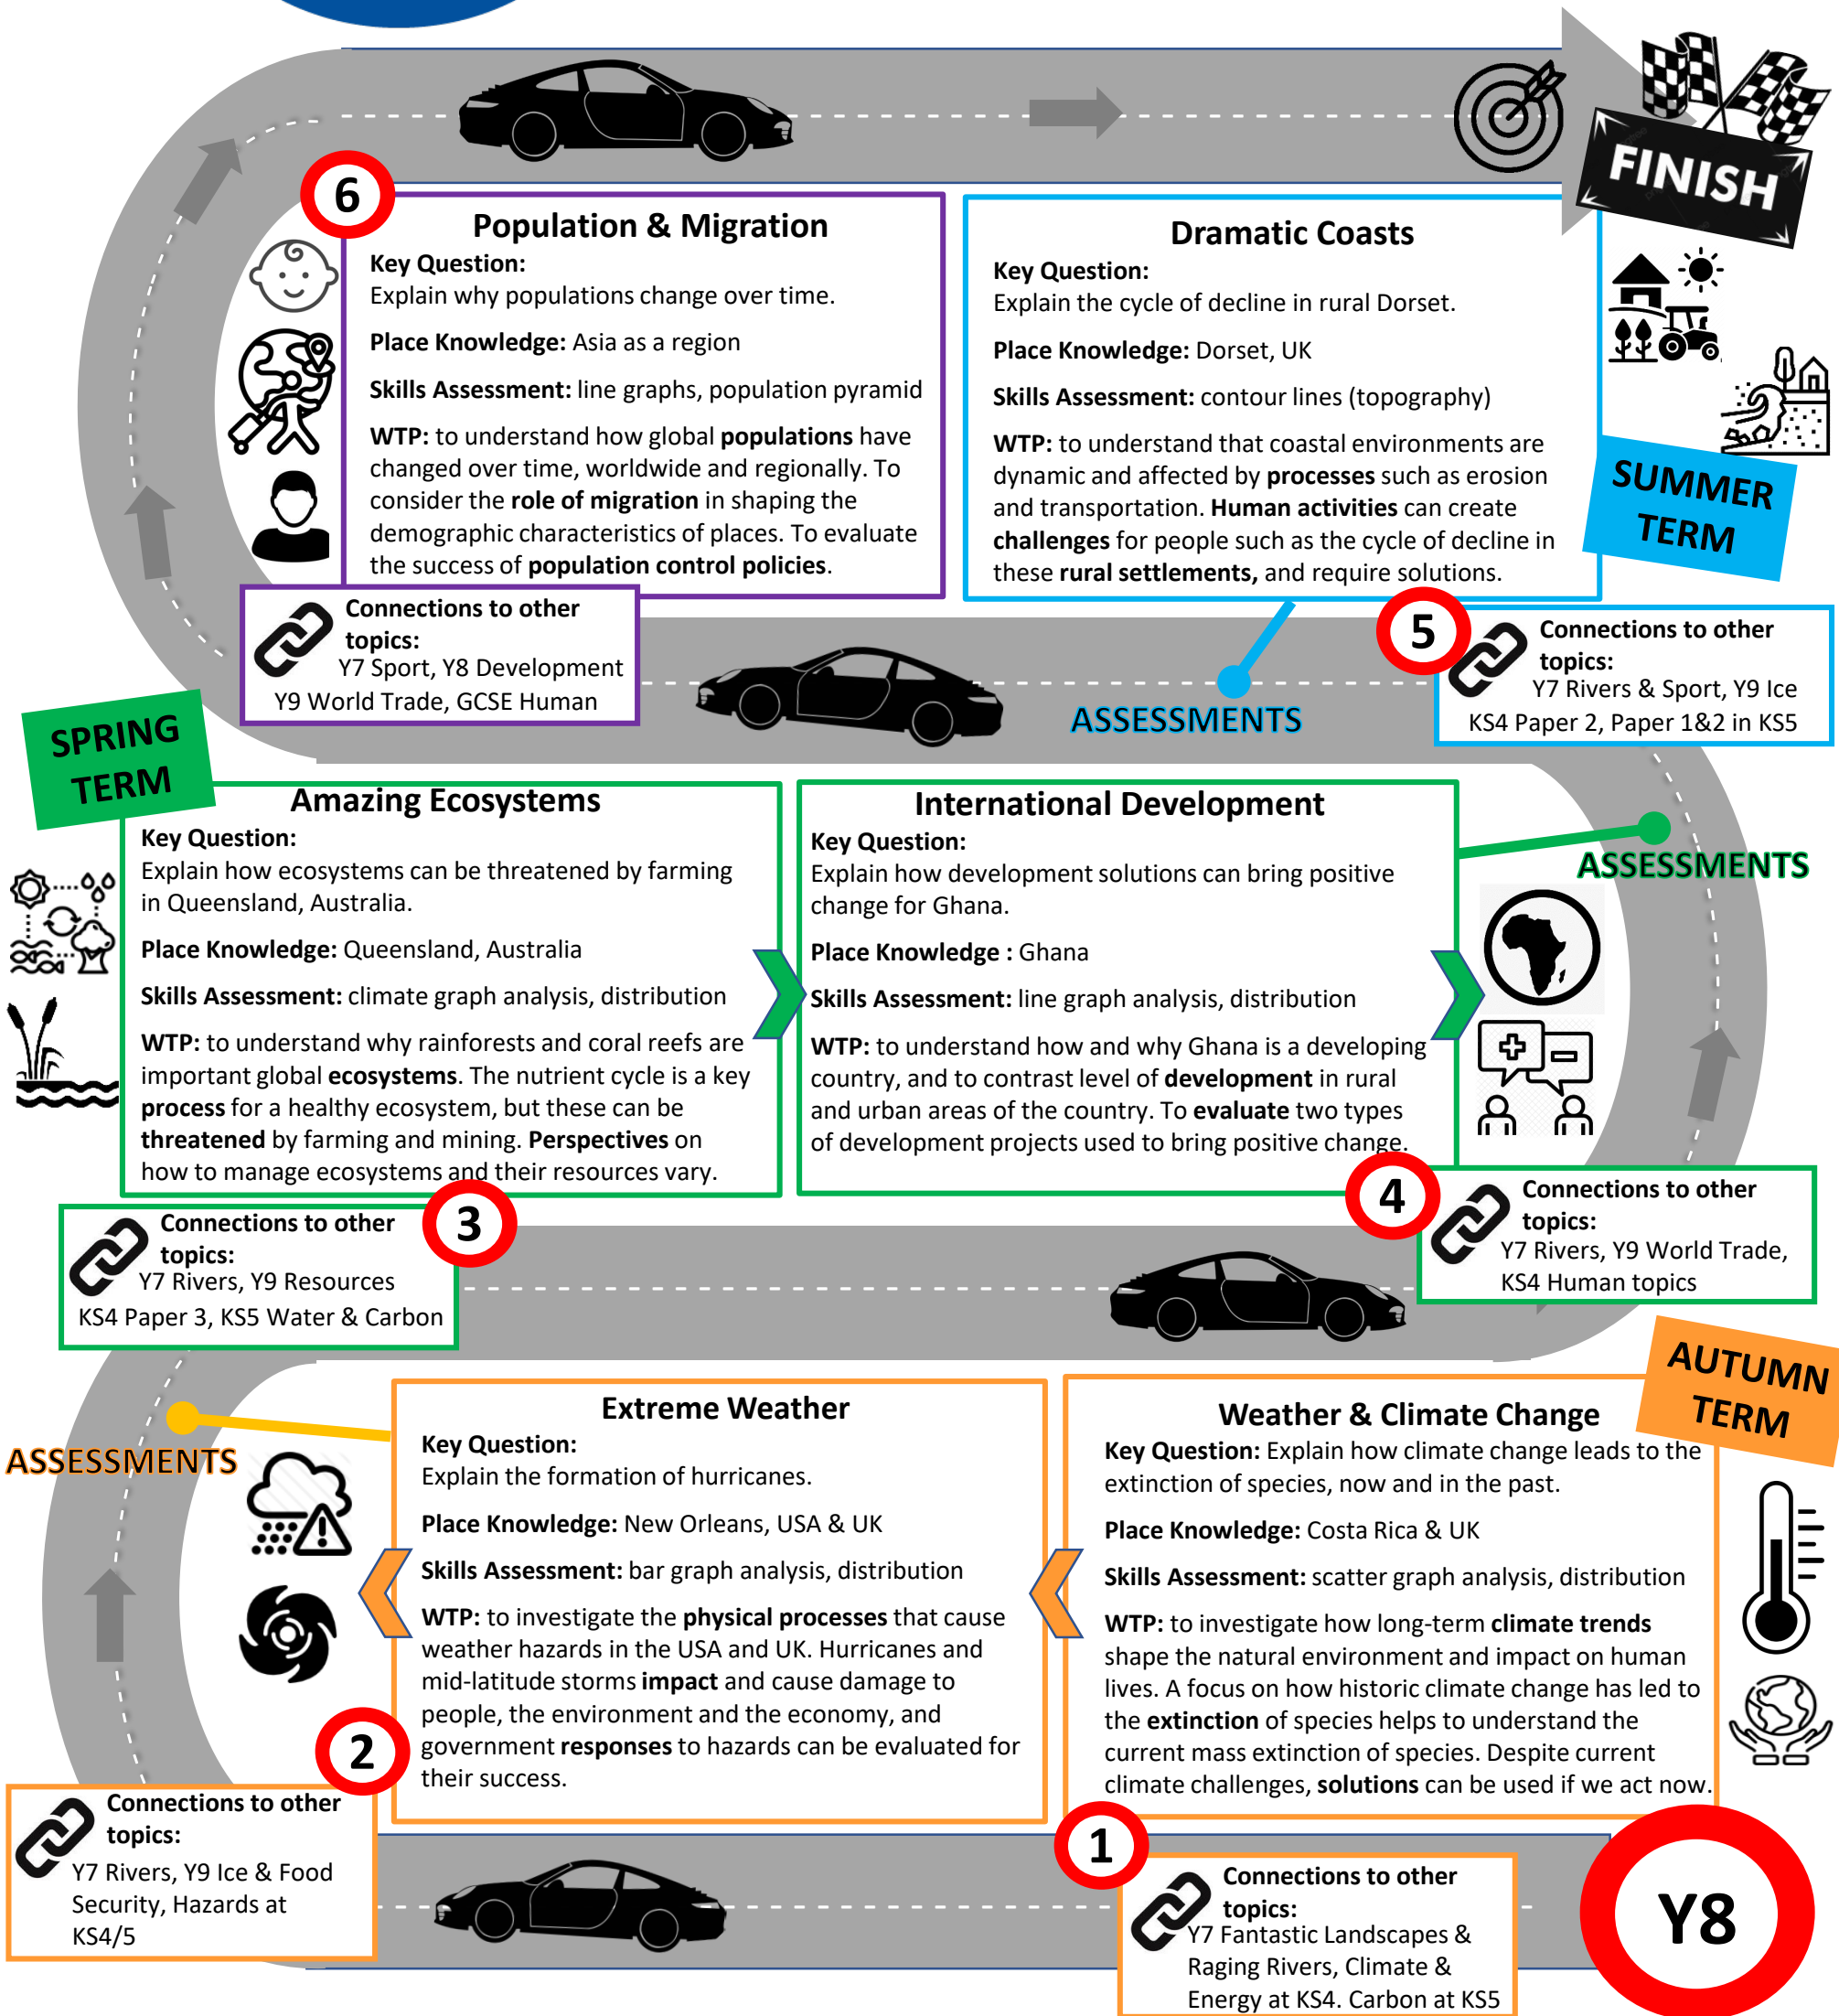 FINISH
6
Population & Migration
Key Question:
Explain why populations change over time.
Place Knowledge: Asia as a region
Skills Assessment: line graphs, population pyramid
WTP: to understand how global populations have
changed over time, worldwide and regionally. To
consider the role of migration in shaping the
demographic characteristics of places. To evaluate
the success of population control policies.
Connections to other
topics:
Y7 Sport, Y8 Development
Y9 World Trade, GCSE Human
Dramatic Coasts
Key Question:
Explain the cycle of decline in rural Dorset.
Place Knowledge: Dorset, UK
Skills Assessment: contour lines (topography)
WTP: to understand that coastal environments are
dynamic and affected by processes such as erosion
and transportation. Human activities can create
challenges for people such as the cycle of decline in
these rural settlements, and require solutions.
SUMMER
TERM
5
Connections to other
topics:
Y7 Rivers & Sport, Y9 Ice
KS4 Paper 2, Paper 1&2 in KS5
ASSESSMENTS
SPRING
TERM
Amazing Ecosystems
Key Question:
Explain how ecosystems can be threatened by farming
in Queensland, Australia.
Place Knowledge: Queensland, Australia
Skills Assessment: climate graph analysis, distribution
WTP: to understand why rainforests and coral reefs are
important global ecosystems. The nutrient cycle is a key
process for a healthy ecosystem, but these can be
threatened by farming and mining. Perspectives on
how to manage ecosystems and their resources vary.
3
Connections to other
topics:
Y7 Rivers, Y9 Resources
KS4 Paper 3, KS5 Water & Carbon
International Development
Key Question:
Explain how development solutions can bring positive
change for Ghana.
Place Knowledge : Ghana
Skills Assessment: line graph analysis, distribution
WTP: to understand how and why Ghana is a developing
country, and to contrast level of development in rural
and urban areas of the country. To evaluate two types
of development projects used to bring positive change.
ASSESSMENTS
4
Connections to other
topics:
Y7 Rivers, Y9 World Trade,
KS4 Human topics
AUTUMN
TERM
ASSESSMENTS
Extreme Weather
Key Question:
Explain the formation of hurricanes.
Place Knowledge: New Orleans, USA & UK
Skills Assessment: bar graph analysis, distribution
WTP: to investigate the physical processes that cause
weather hazards in the USA and UK. Hurricanes and
mid-latitude storms impact and cause damage to
people, the environment and the economy, and
government responses to hazards can be evaluated for
their success.
2
Connections to other
topics:
Y7 Rivers, Y9 Ice & Food
Security, Hazards at
KS4/5
Weather & Climate Change
Key Question: Explain how climate change leads to the
extinction of species, now and in the past.
Place Knowledge: Costa Rica & UK
Skills Assessment: scatter graph analysis, distribution
WTP: to investigate how long-term climate trends
shape the natural environment and impact on human
lives. A focus on how historic climate change has led to
the extinction of species helps to understand the
current mass extinction of species. Despite current
climate challenges, solutions can be used if we act now.
1
Connections to other
topics:
Y7 Fantastic Landscapes &
Raging Rivers, Climate &
Energy at KS4. Carbon at KS5
Y8